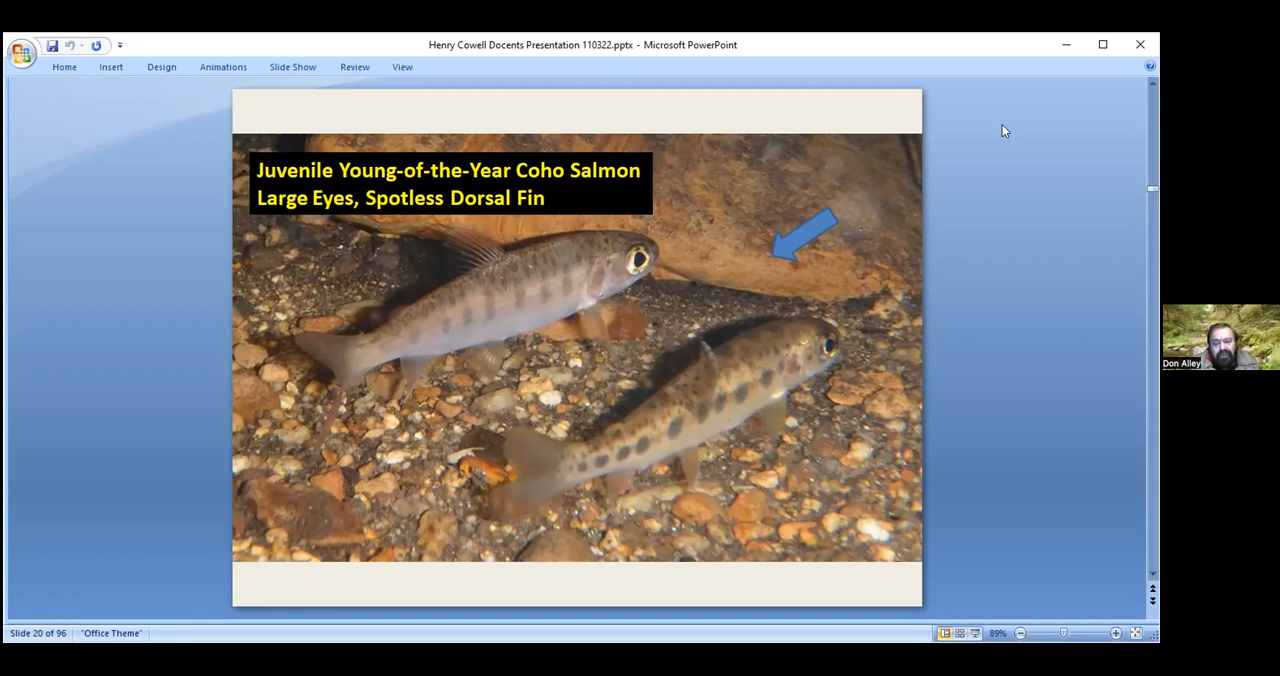 Henry Cowell Docents Presentation 110322.pptx - Microsoft PowerPoint
Home Insert Design Animations Slide Show Review View
Juvenile Young-of-the-Year Coho Salmon
Large Eyes, Spotless Dorsal Fin
Don Alley
Slide 20 of 96 "Office Theme" 89%